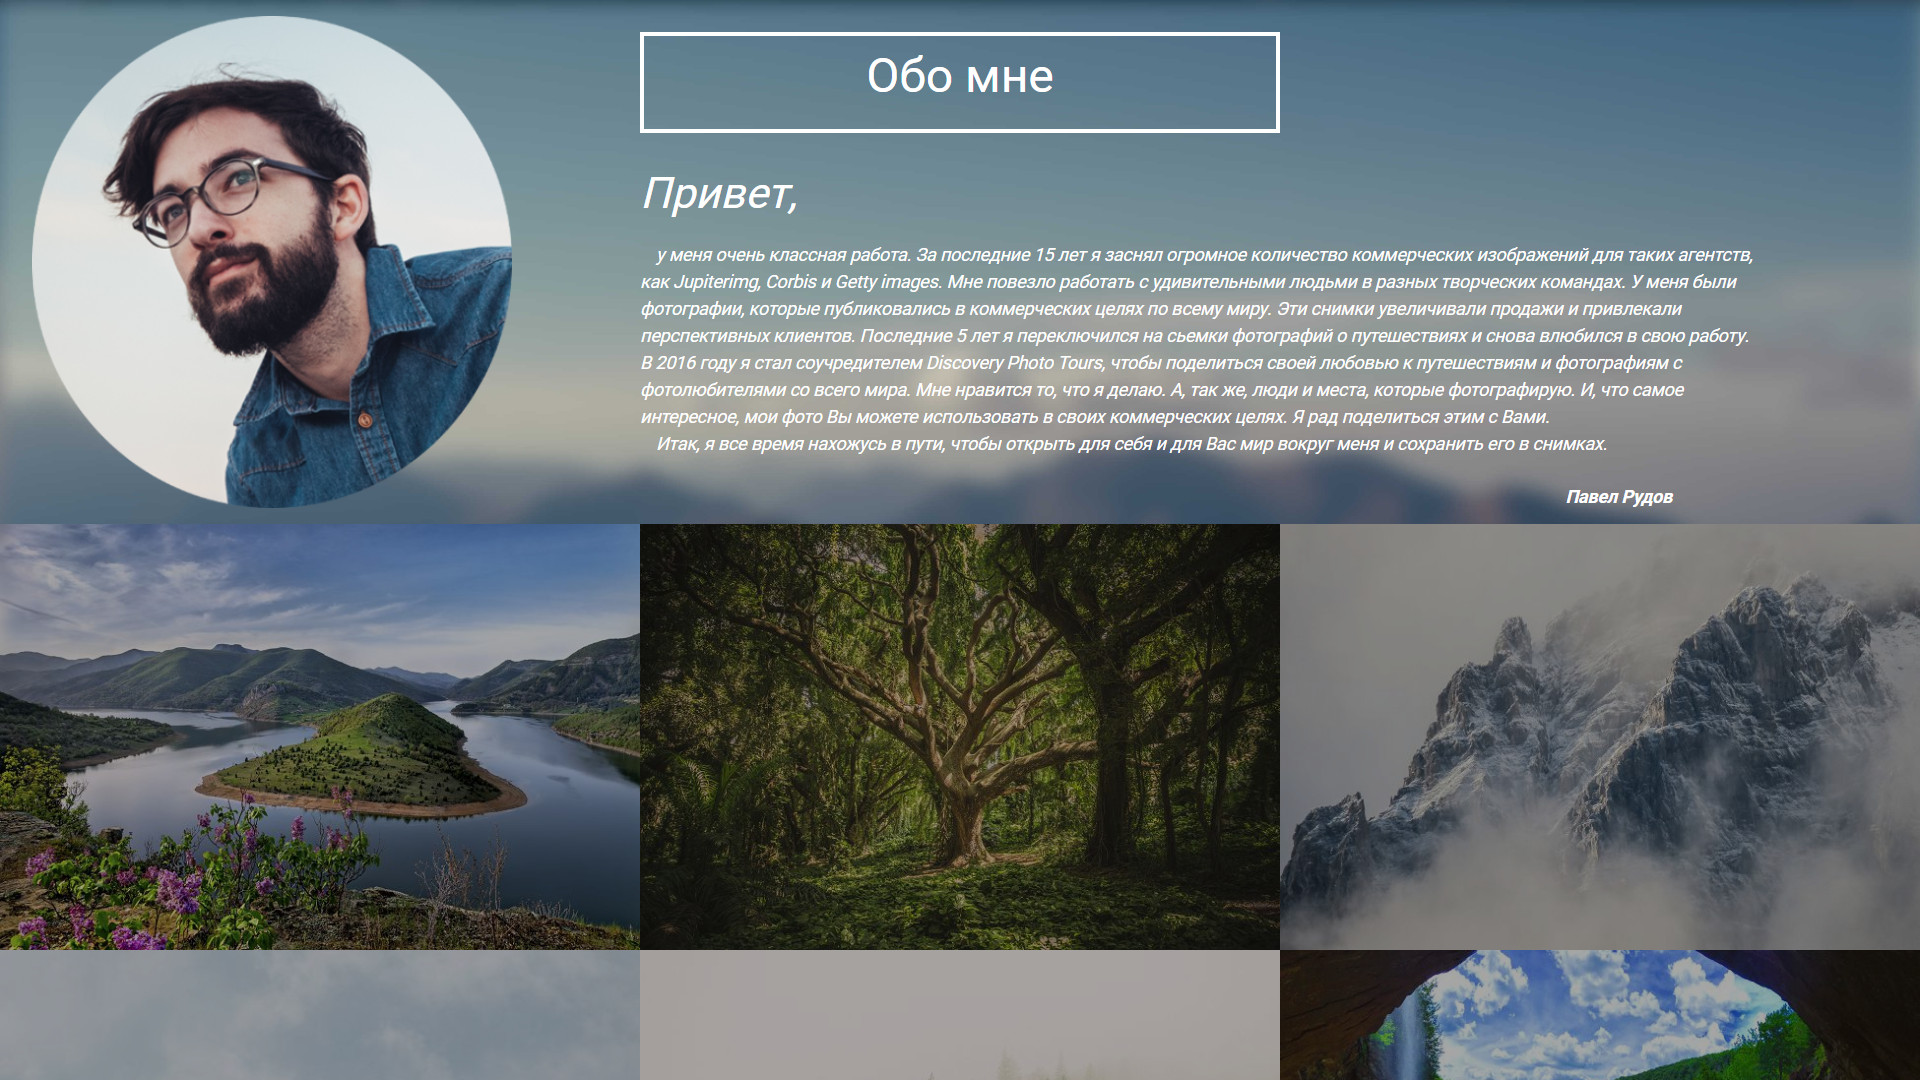 Обо мне
Привет,
у меня очень классная работа. За последние 15 лет я заснял огромное количество коммерческих изображений для таких агентств,
как Jupiterimg, Corbis и Getty images. Мне повезло работать с удивительными людьми в разных творческих командах. У меня были
фотографии, которые публиковались в коммерческих целях по всему миру. Эти снимки увеличивали продажи и привлекали
перспективных клиентов. Последние 5 лет я переключился на сьемки фотографий о путешествиях и снова влюбился в свою работу.
В 2016 году я стал соучредителем Discovery Photo Tours, чтобы поделиться своей любовью к путешествиям и фотографиям с
фотолюбителями со всего мира. Мне нравится то, что я делаю. А, так же, люди и места, которые фотографирую. И, что самое
интересное, мои фото Вы можете использовать в своих коммерческих целях. Я рад поделиться этим с Вами.
Итак, я все время нахожусь в пути, чтобы открыть для себя и для Вас мир вокруг меня и сохранить его в снимках.
Павел Рудов